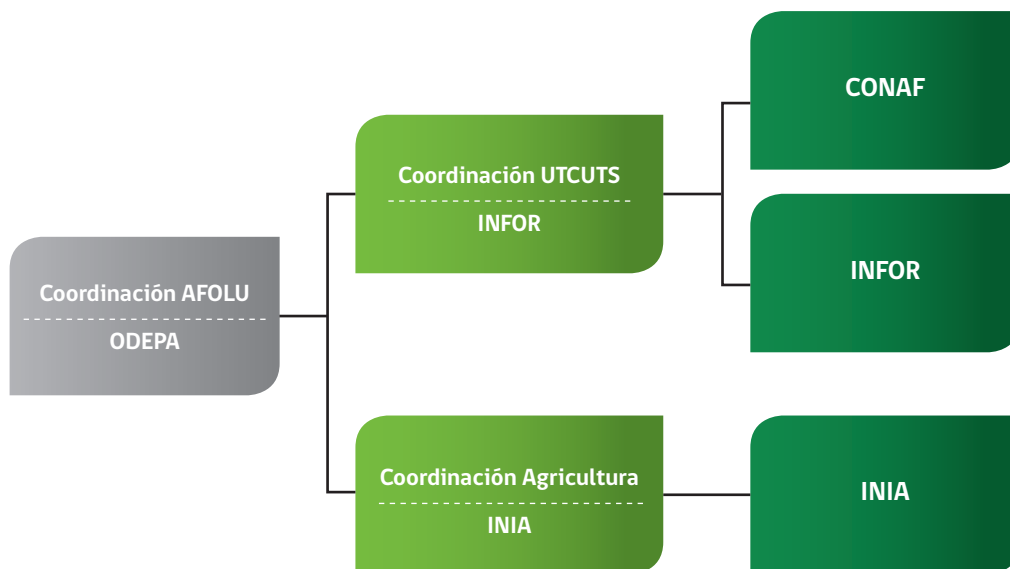 Coordinación AFOLU
ODEPA
Coordinación UTCUTS
INFOR
CONAF
INFOR
Coordinación Agricultura
INIA
INIA